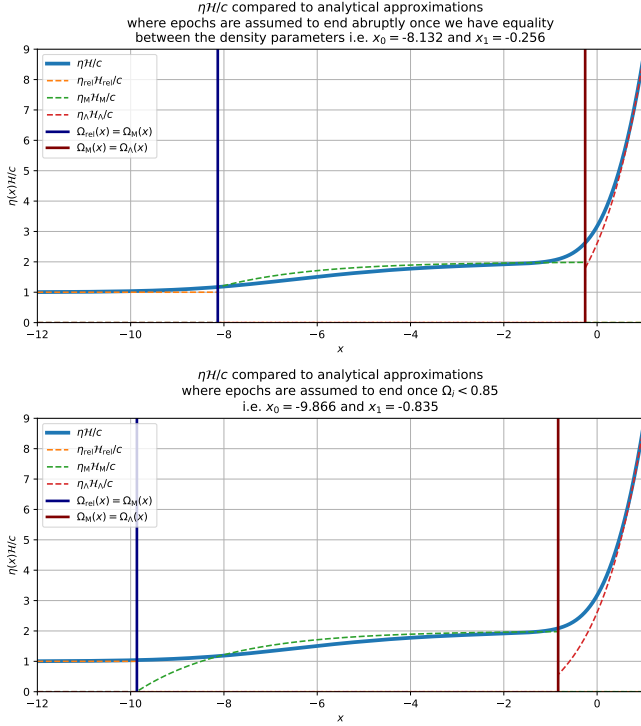 ηℋ/c compared to analytical approximations
where epochs are assumed to end abruptly once we have equality
between the density parameters i.e. x₀ = -8.132 and x₁ = -0.256
9
8
7
6
5
4
3
2
1
0
η(x)ℋ/c
ηℋ/c
η_rel ℋ_rel/c
η_M ℋ_M/c
η_Λ ℋ_Λ/c
Ω_rel(x) = Ω_M(x)
Ω_M(x) = Ω_Λ(x)
−12 −10 −8 −6 −4 −2 0
x
ηℋ/c compared to analytical approximations
where epochs are assumed to end once Ω_i < 0.85
i.e. x₀ = -9.866 and x₁ = -0.835
9
8
7
6
5
4
3
2
1
0
η(x)ℋ/c
ηℋ/c
η_rel ℋ_rel/c
η_M ℋ_M/c
η_Λ ℋ_Λ/c
Ω_rel(x) = Ω_M(x)
Ω_M(x) = Ω_Λ(x)
−12 −10 −8 −6 −4 −2 0
x